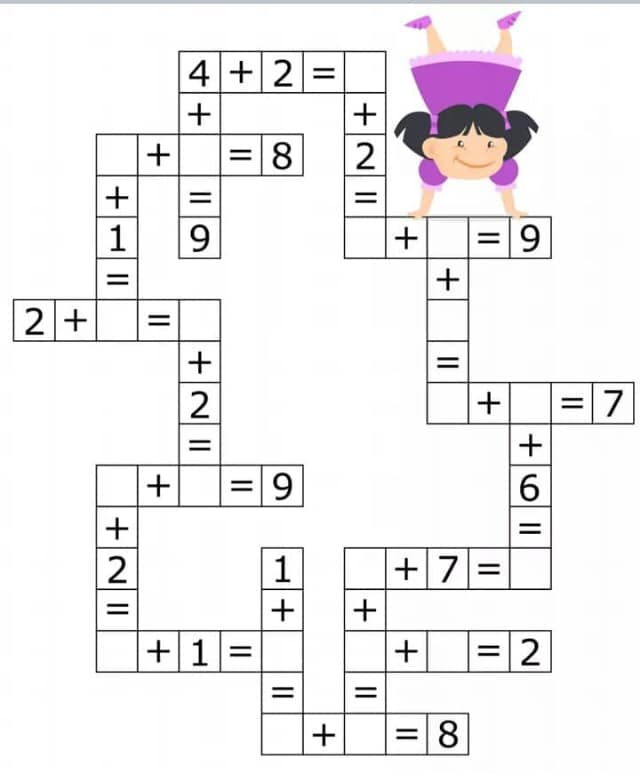 4 + 2 =
+ +
+ = 8 2
+ = =
1 9 + = 9
= +
2 + =
+ =
2 + = 7
= +
+ = 9 6
+ =
2 1 + 7 =
= + +
+ 1 = + = 2
= =
+ = 8